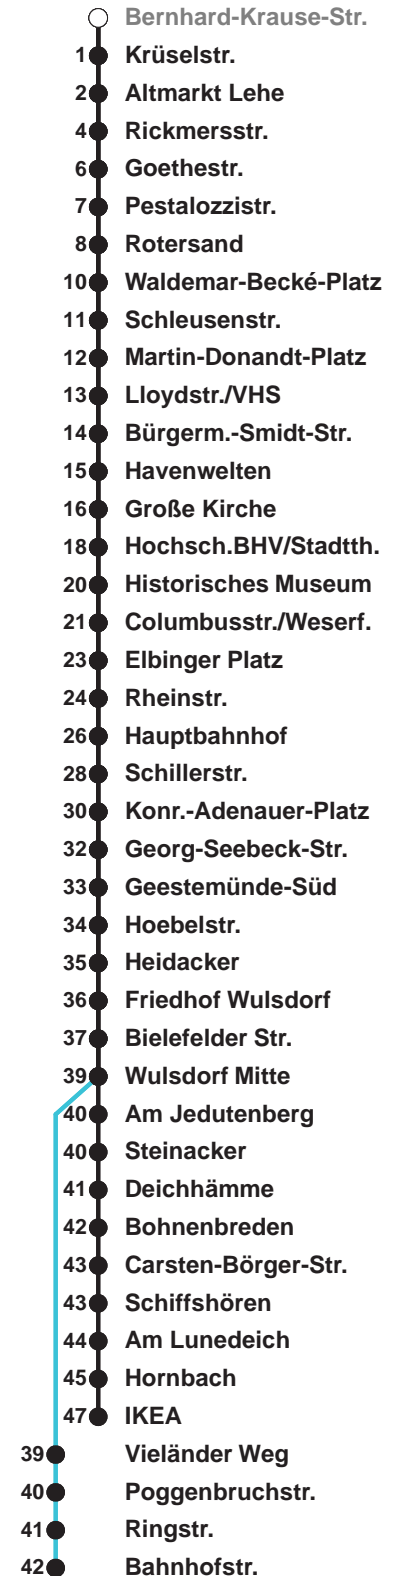 Bernhard-Krause-Str.
1 Krüselstr.
2 Altmarkt Lehe
4 Rickmersstr.
6 Goethestr.
7 Pestalozzistr.
8 Rotersand
10 Waldemar-Becké-Platz
11 Schleusenstr.
12 Martin-Donandt-Platz
13 Lloydstr./VHS
14 Bürgerm.-Smidt-Str.
15 Havenwelten
16 Große Kirche
18 Hochsch.BHV/Stadtth.
20 Historisches Museum
21 Columbusstr./Weserf.
23 Elbinger Platz
24 Rheinstr.
26 Hauptbahnhof
28 Schillerstr.
30 Konr.-Adenauer-Platz
32 Georg-Seebeck-Str.
33 Geestemünde-Süd
34 Hoebelstr.
35 Heidacker
36 Friedhof Wulsdorf
37 Bielefelder Str.
39 Wulsdorf Mitte
40 Am Jedutenberg
40 Steinacker
41 Deichhämme
42 Bohnenbreden
43 Carsten-Börger-Str.
43 Schiffshören
44 Am Lunedeich
45 Hornbach
47 IKEA
39 Vieländer Weg
40 Poggenbruchstr.
41 Ringstr.
42 Bahnhofstr.